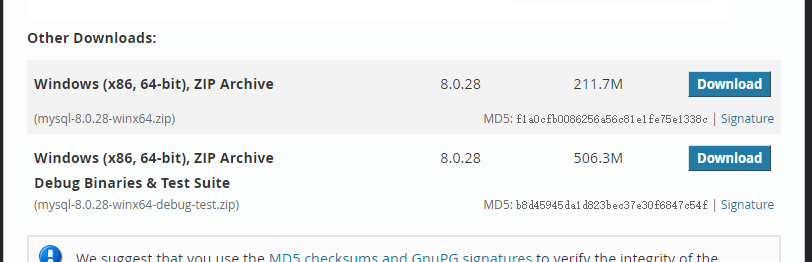 Other Downloads:
Windows (x86, 64-bit), ZIP Archive 8.0.28 211.7M Download
(mysql-8.0.28-winx64.zip) MD5: f1a0cfb0086256a56c81e1fe75e1338c | Signature
Windows (x86, 64-bit), ZIP Archive 8.0.28 506.3M Download
Debug Binaries & Test Suite
(mysql-8.0.28-winx64-debug-test.zip) MD5: b8d45945da1d823bec37e30f6847c54f | Signature
We suggest that you use the MD5 checksums and GnuPG signatures to verify the integrity of the